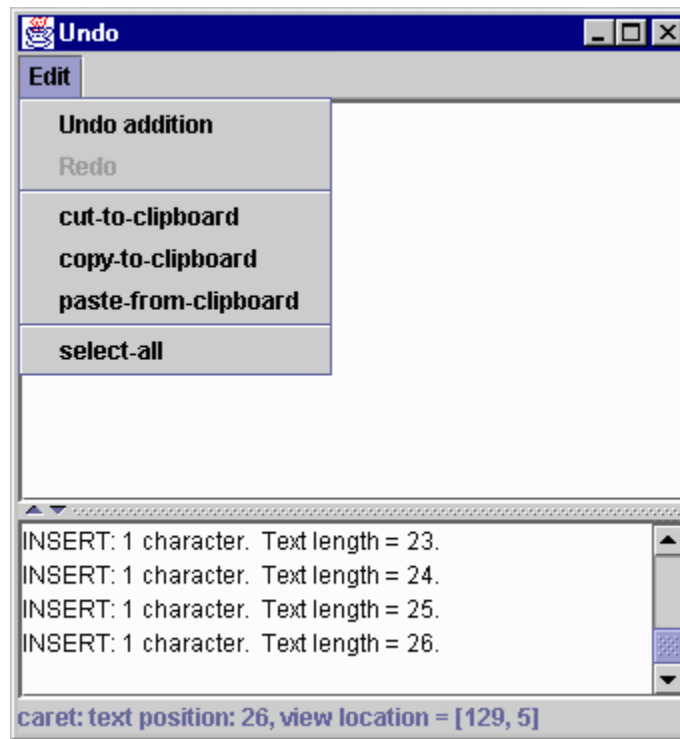 Undo
Edit
Undo addition
Redo
cut-to-clipboard
copy-to-clipboard
paste-from-clipboard
select-all
INSERT: 1 character.  Text length = 23.
INSERT: 1 character.  Text length = 24.
INSERT: 1 character.  Text length = 25.
INSERT: 1 character.  Text length = 26.
caret: text position: 26, view location = [129, 5]